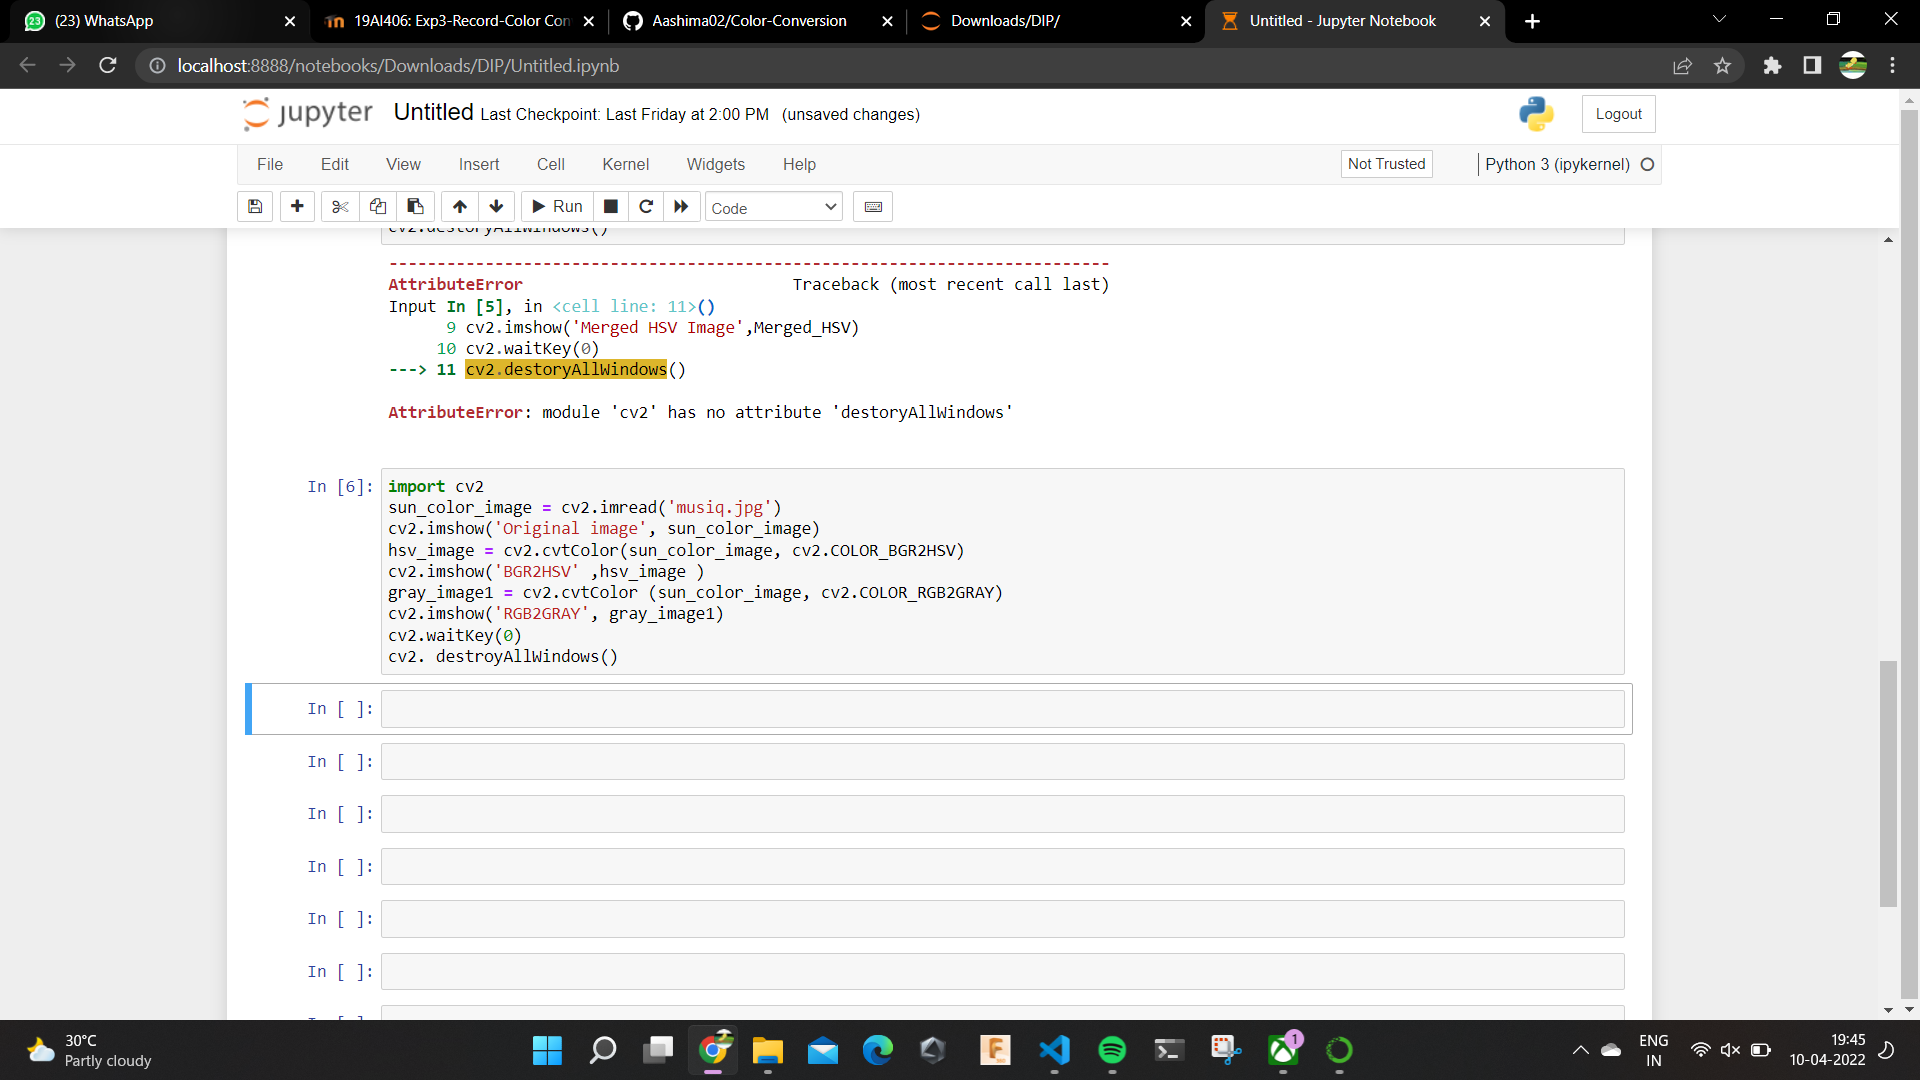 (23) WhatsApp
19AI406: Exp3-Record-Color Con
Aashima02/Color-Conversion
Downloads/DIP/
Untitled - Jupyter Notebook
localhost:8888/notebooks/Downloads/DIP/Untitled.ipynb
jupyter Untitled Last Checkpoint: Last Friday at 2:00 PM (unsaved changes)
Logout
File Edit View Insert Cell Kernel Widgets Help
Not Trusted
Python 3 (ipykernel)
Run
Code
cv2.destoryAllWindows()
---------------------------------------------------------------------------
AttributeError                            Traceback (most recent call last)
Input In [5], in <cell line: 11>()
      9 cv2.imshow('Merged HSV Image',Merged_HSV)
     10 cv2.waitKey(0)
---> 11 cv2.destoryAllWindows()
AttributeError: module 'cv2' has no attribute 'destoryAllWindows'
In [6]:
import cv2
sun_color_image = cv2.imread('musiq.jpg')
cv2.imshow('Original image', sun_color_image)
hsv_image = cv2.cvtColor(sun_color_image, cv2.COLOR_BGR2HSV)
cv2.imshow('BGR2HSV' ,hsv_image )
gray_image1 = cv2.cvtColor (sun_color_image, cv2.COLOR_RGB2GRAY)
cv2.imshow('RGB2GRAY', gray_image1)
cv2.waitKey(0)
cv2. destroyAllWindows()
In [ ]:
In [ ]:
In [ ]:
In [ ]:
In [ ]:
In [ ]:
30°C
Partly cloudy
1
ENG
IN
19:45
10-04-2022